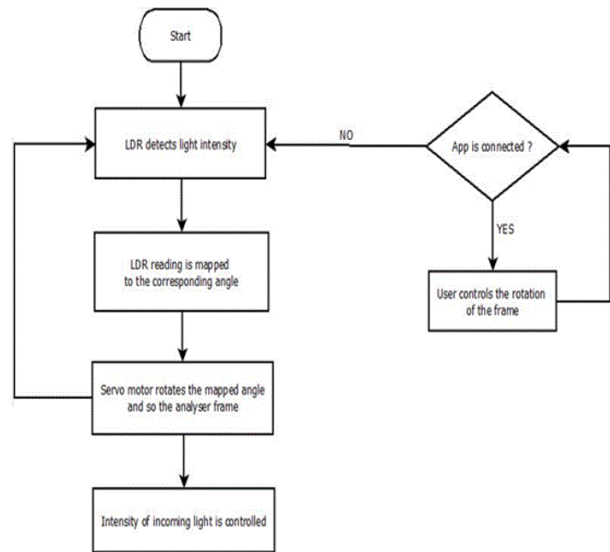 Start
LDR detects light intensity
NO
App is connected ?
YES
LDR reading is mapped
to the corresponding angle
User controls the rotation
of the frame
Servo motor rotates the mapped angle
and so the analyser frame
Intensity of incoming light is controlled